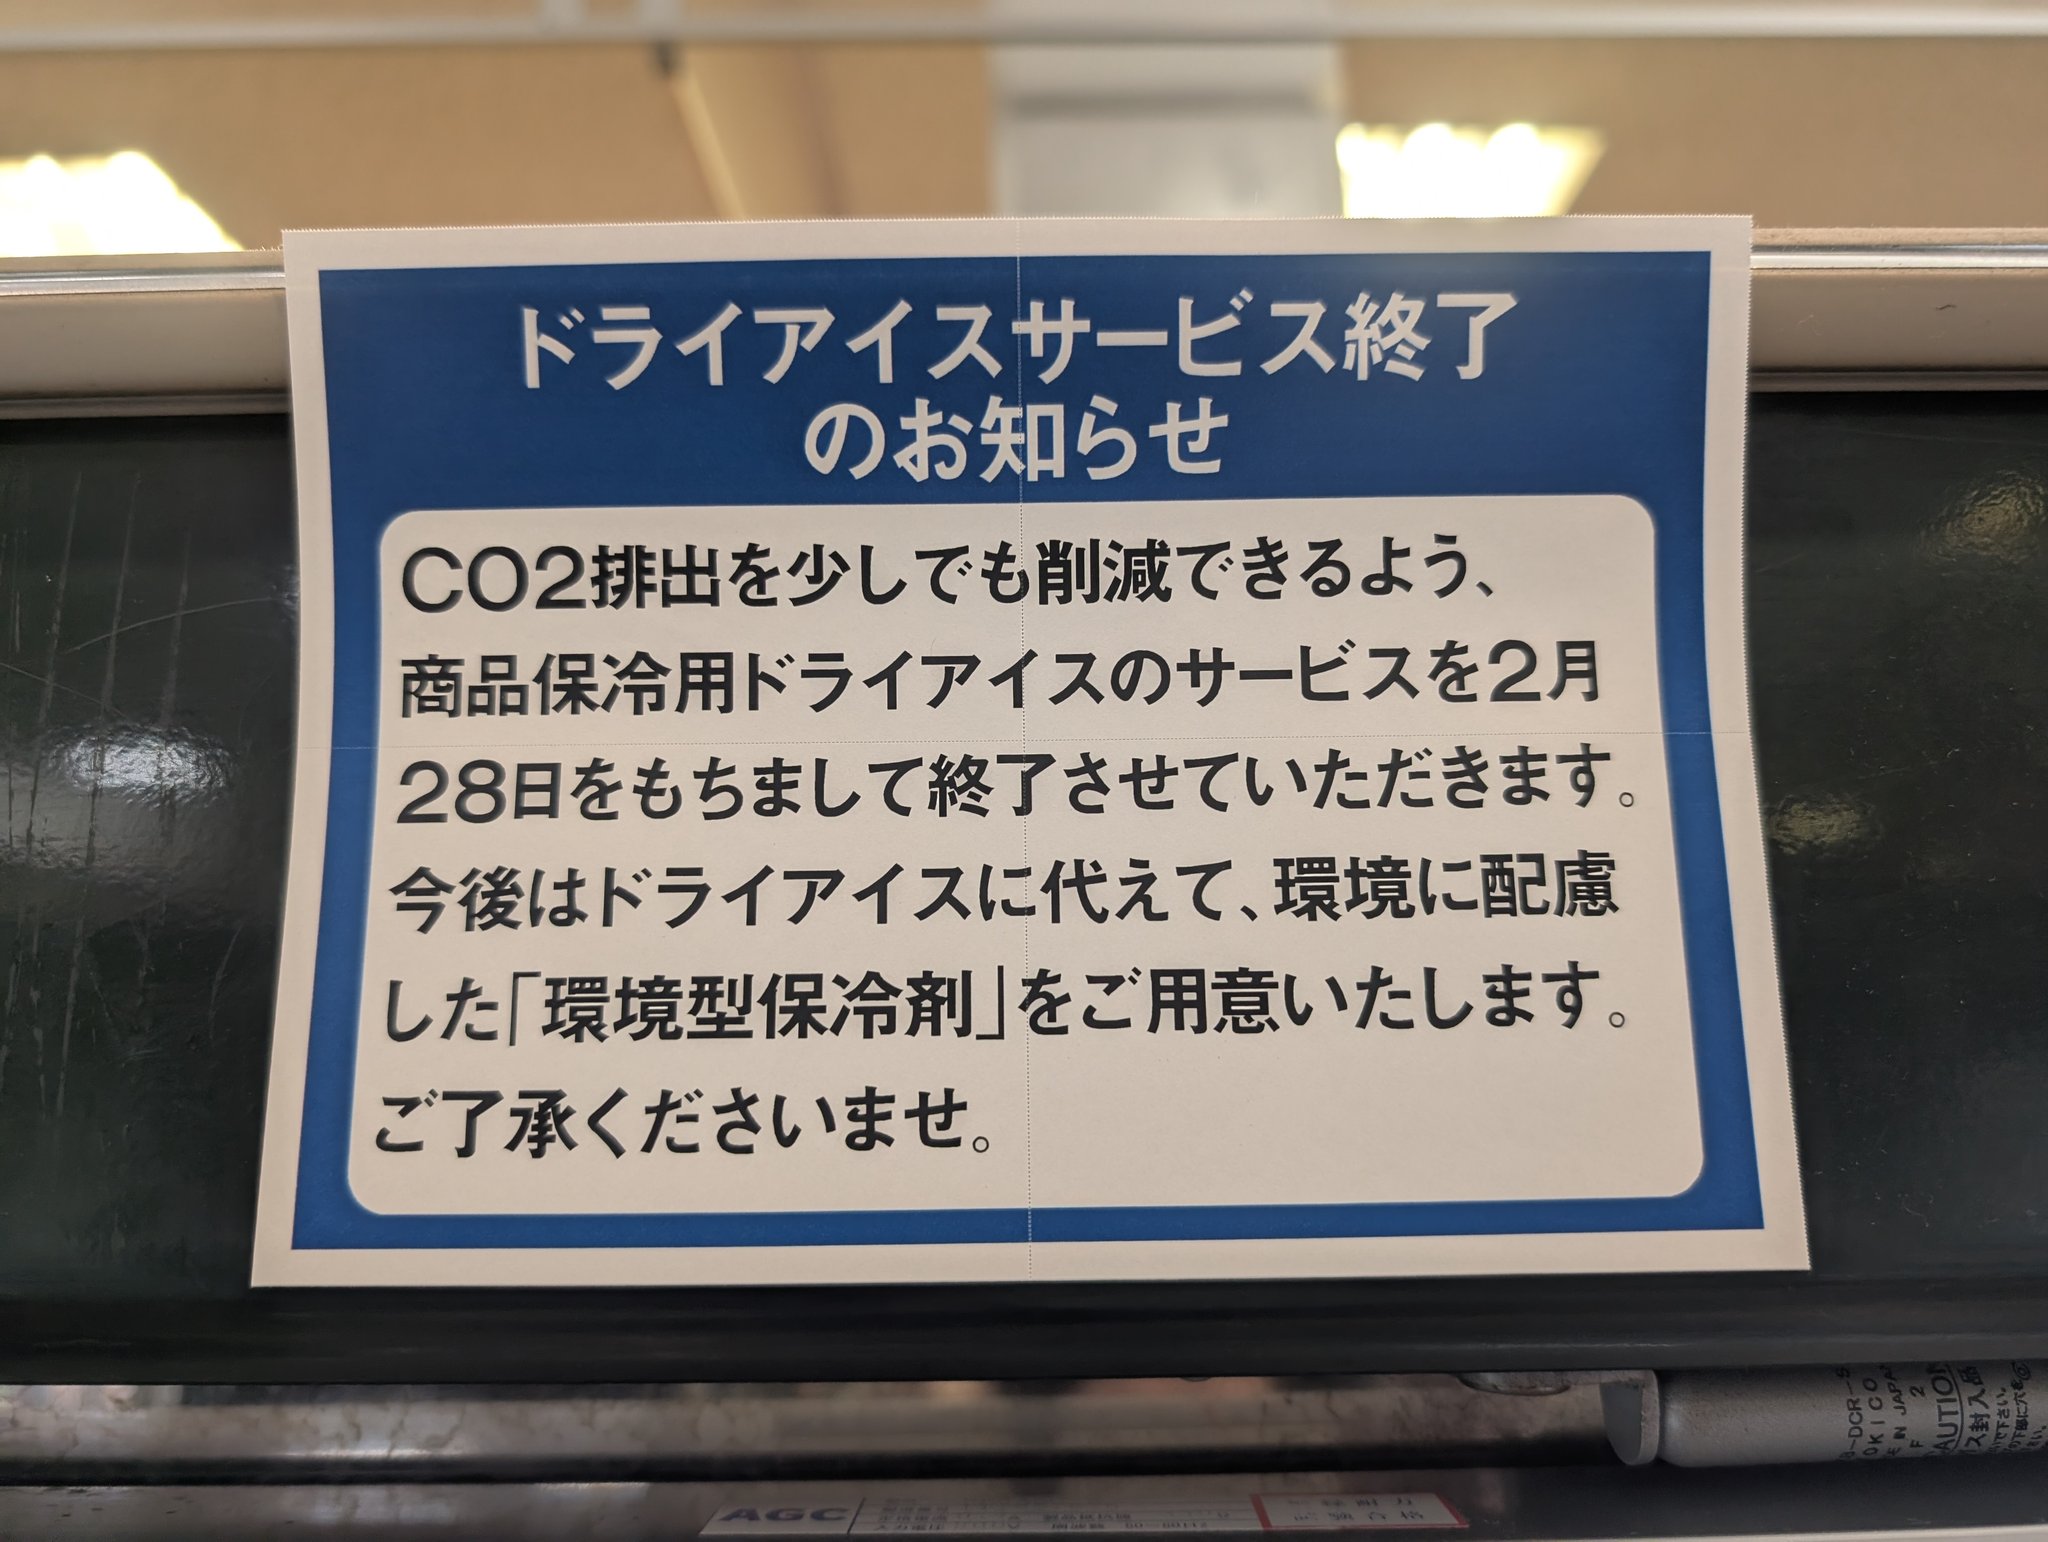 ドライアイスサービス終了
のお知らせ
CO2排出を少しでも削減できるよう、
商品保冷用ドライアイスのサービスを2月
28日をもちまして終了させていただきます。
今後はドライアイスに代えて、環境に配慮
した「環境型保冷剤」をご用意いたします。
ご了承くださいませ。
AGC